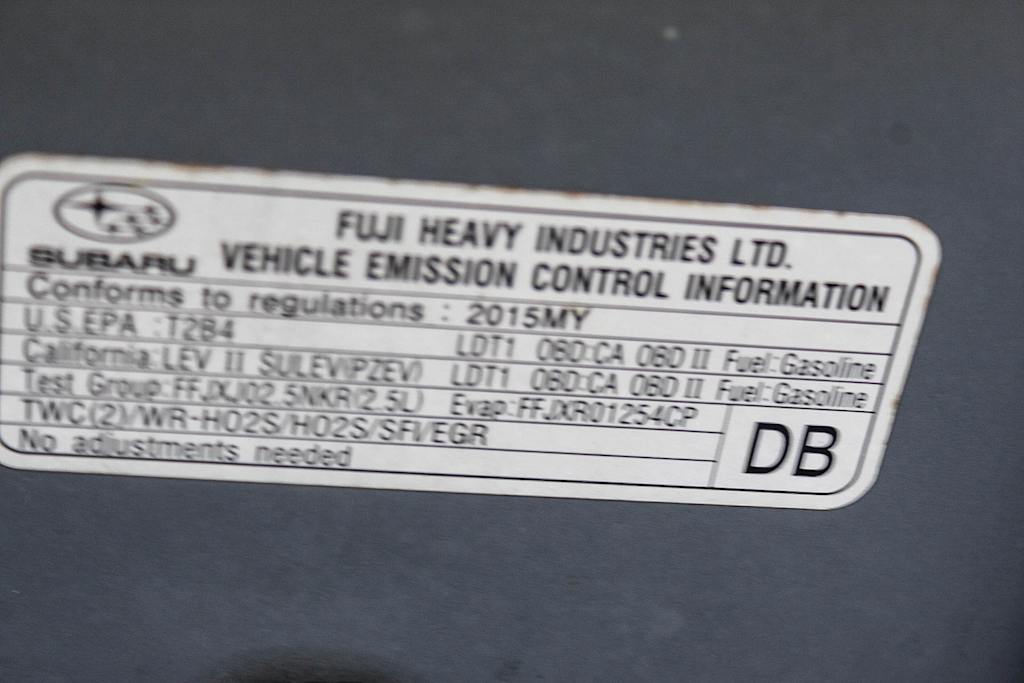 FUJI HEAVY INDUSTRIES LTD.
SUBARU VEHICLE EMISSION CONTROL INFORMATION
Conforms to regulations : 2015MY
U.S.EPA :T2B4 LDT1 OBD:CA OBD II Fuel:Gasoline
California:LEV II SULEV(PZEV) LDT1 OBD:CA OBD II Fuel:Gasoline
Test Group:FFJXJ02.5NKR(2.5L) Evap:FFJXR01254CP
TWC(2)/WR-HO2S/HO2S/SFI/EGR
No adjustments needed
DB